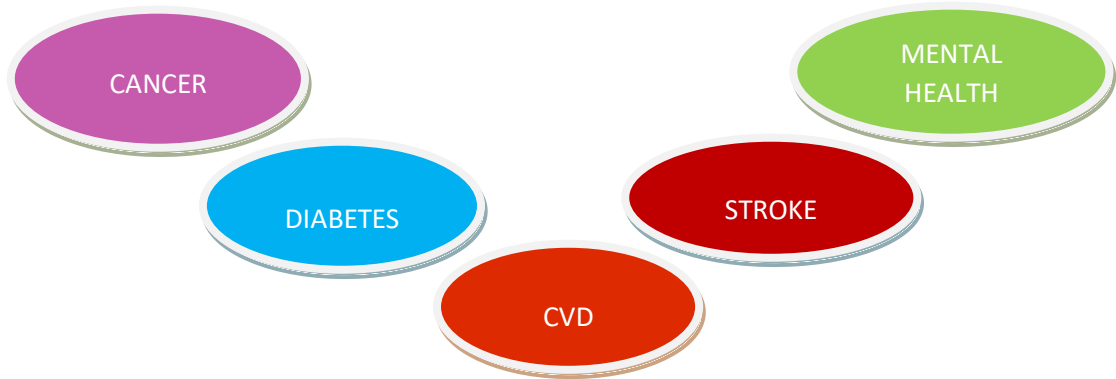 CANCER
MENTAL
HEALTH
DIABETES
STROKE
CVD